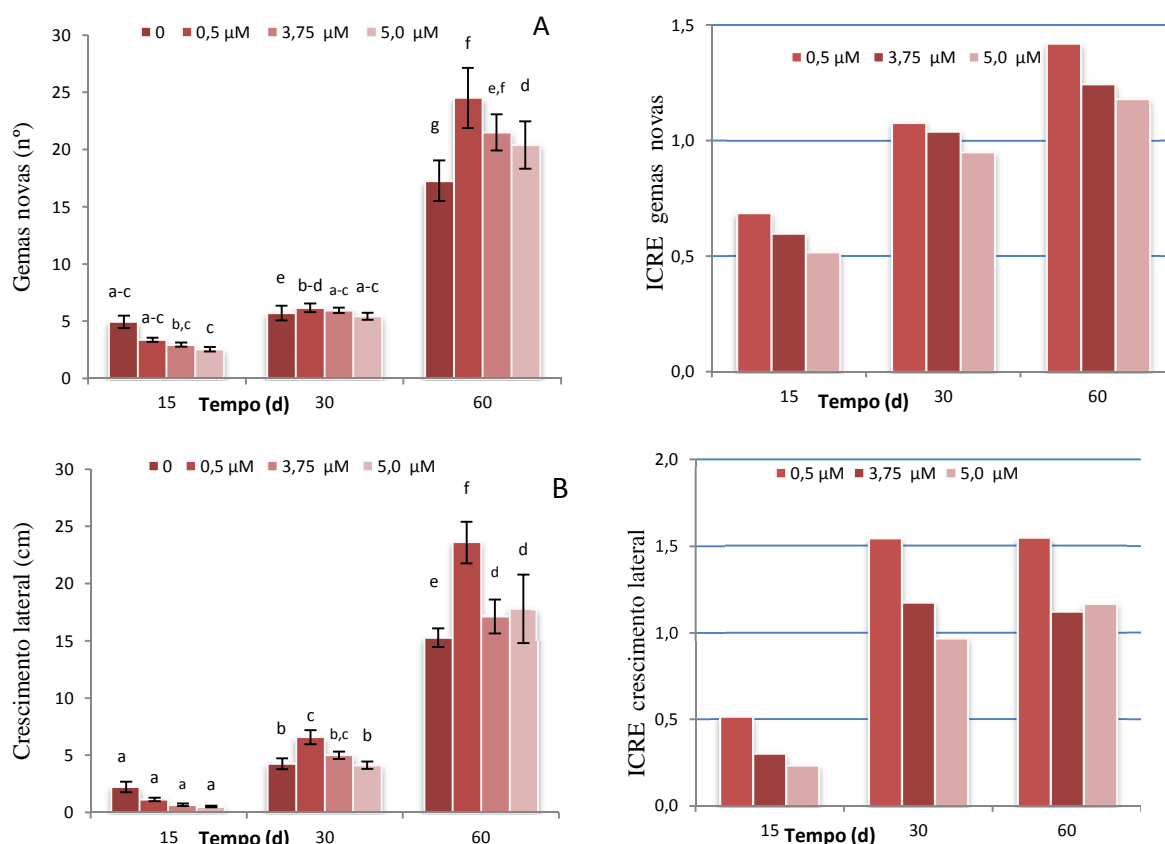 Gemas novas (nº)
30
25
20
15
10
5
0
0 0,5 µM 3,75 µM 5,0 µM
A
a-c
a-c
b,c
c
e
b-d
a-c
a-c
g
f
e,f
d
15 Tempo (d) 30 60
ICRE gemas novas
1,5
1,0
0,5
0,0
0,5 µM 3,75 µM 5,0 µM
15 Tempo (d) 30 60
Crescimento lateral (cm)
30
25
20
15
10
5
0
0 0,5 µM 3,75 µM 5,0 µM
B
a
a
a
a
b
c
b,c
b
e
f
d
d
15 Tempo (d) 30 60
ICRE crescimento lateral
2,0
1,5
1,0
0,5
0,0
0,5 µM 3,75 µM 5,0 µM
15 Tempo (d) 30 60